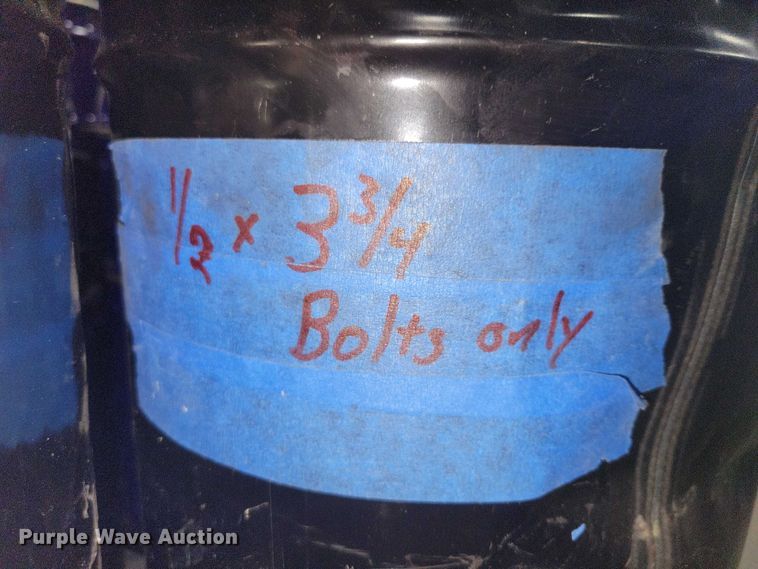 1/2 x 3 3/4
Bolts only
Purple Wave Auction